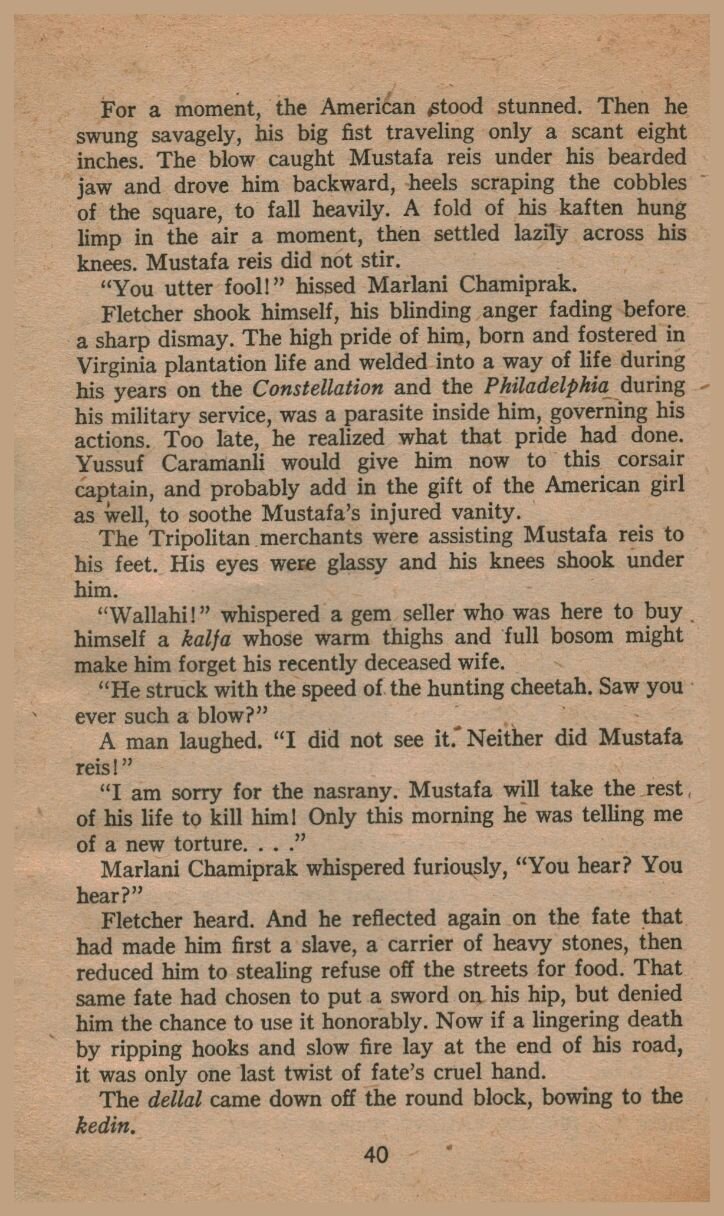 For a moment, the American stood stunned. Then he
swung savagely, his big fist traveling only a scant eight
inches. The blow caught Mustafa reis under his bearded
jaw and drove him backward, heels scraping the cobbles
of the square, to fall heavily. A fold of his kaften hung
limp in the air a moment, then settled lazily across his
knees. Mustafa reis did not stir.
“You utter fool!” hissed Marlani Chamiprak.
Fletcher shook himself, his blinding anger fading before
a sharp dismay. The high pride of him, born and fostered in
Virginia plantation life and welded into a way of life during
his years on the Constellation and the Philadelphia during
his military service, was a parasite inside him, governing his
actions. Too late, he realized what that pride had done.
Yussuf Caramanli would give him now to this corsair
captain, and probably add in the gift of the American girl
as well, to soothe Mustafa’s injured vanity.
The Tripolitan merchants were assisting Mustafa reis to
his feet. His eyes were glassy and his knees shook under
him.
“Wallahi!” whispered a gem seller who was here to buy
himself a kalfa whose warm thighs and full bosom might
make him forget his recently deceased wife.
“He struck with the speed of the hunting cheetah. Saw you
ever such a blow?”
A man laughed. “I did not see it. Neither did Mustafa
reis!”
“I am sorry for the nasrany. Mustafa will take the rest
of his life to kill him! Only this morning he was telling me
of a new torture. . . .”
Marlani Chamiprak whispered furiously, “You hear? You
hear?”
Fletcher heard. And he reflected again on the fate that
had made him first a slave, a carrier of heavy stones, then
reduced him to stealing refuse off the streets for food. That
same fate had chosen to put a sword on his hip, but denied
him the chance to use it honorably. Now if a lingering death
by ripping hooks and slow fire lay at the end of his road,
it was only one last twist of fate’s cruel hand.
The dellal came down off the round block, bowing to the
kedin.
40